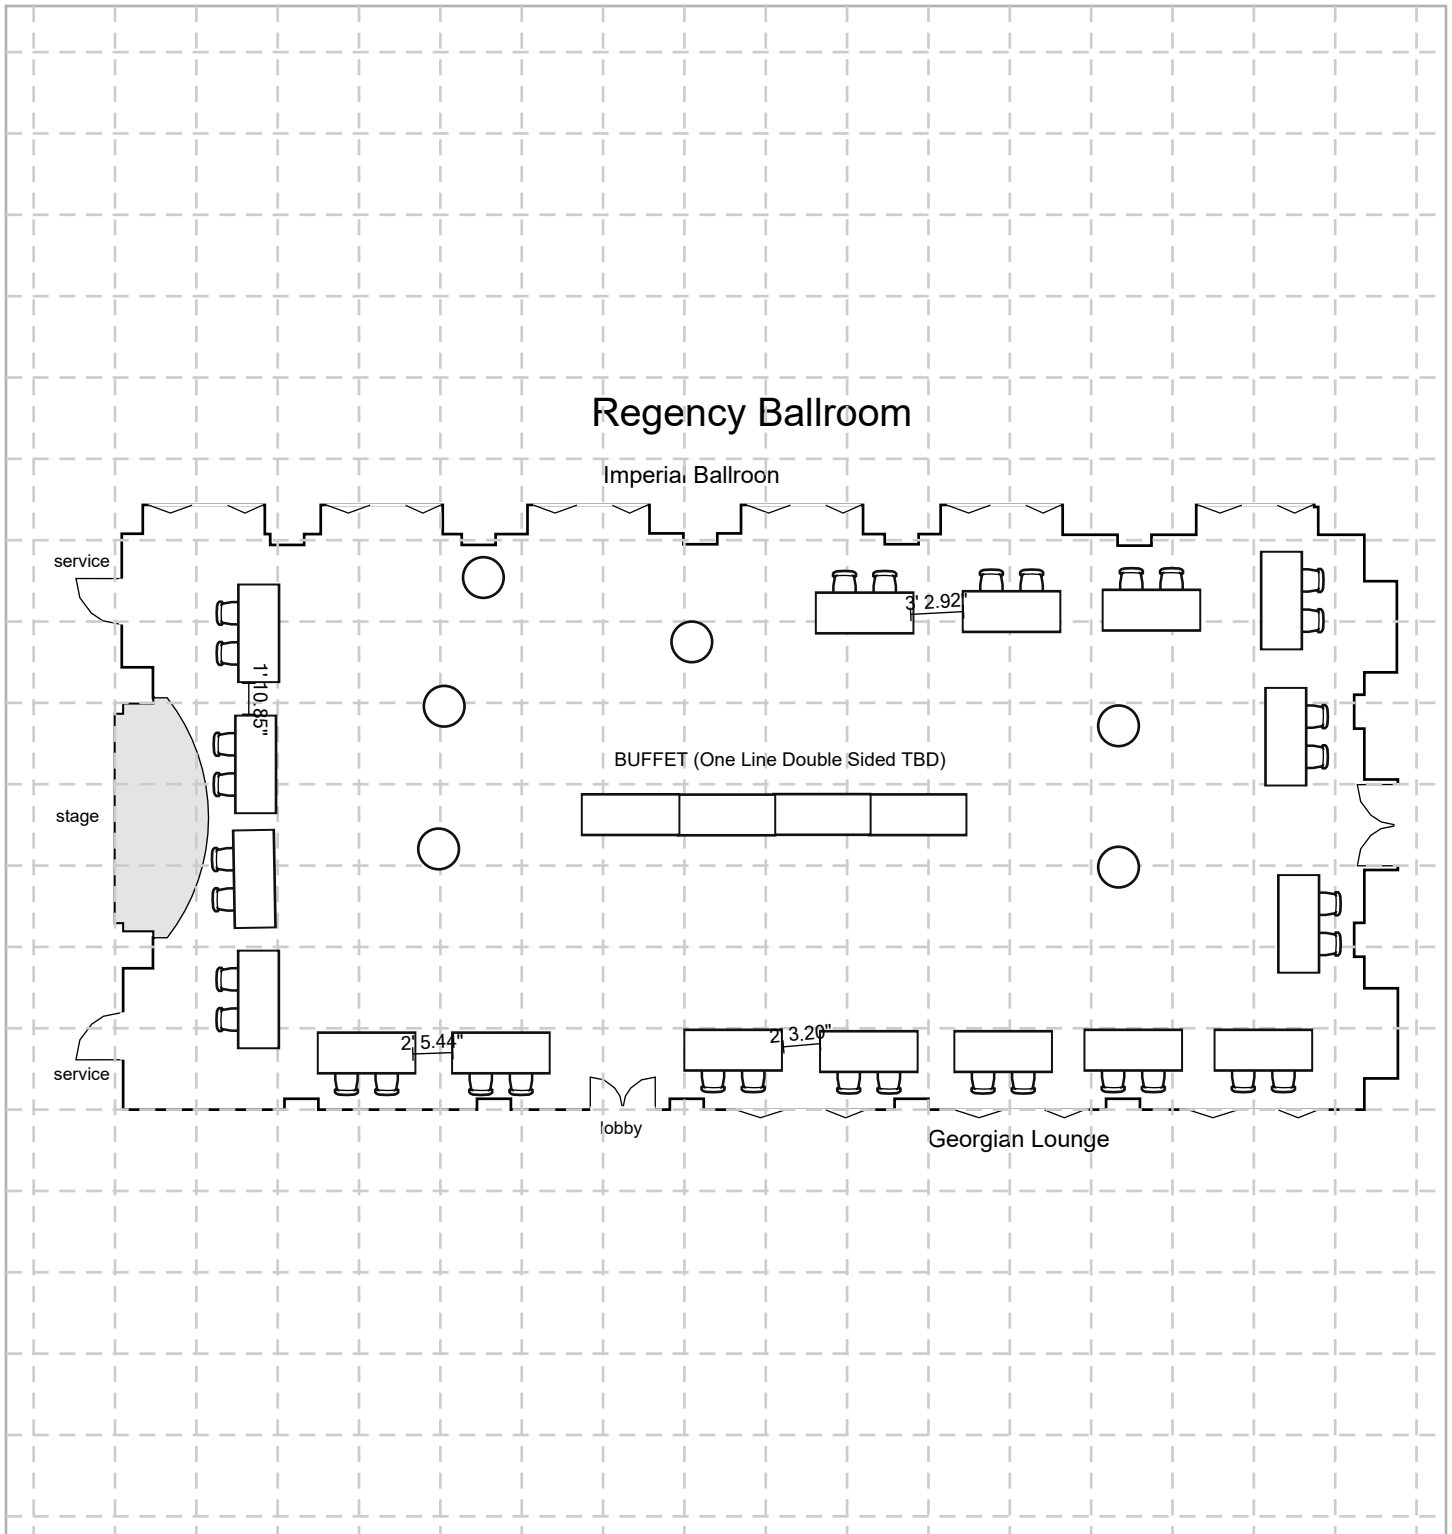 Regency Ballroom
Imperial Ballroon
service
3' 2.92"
1' 10.85"
BUFFET (One Line Double Sided TBD)
stage
2' 5.44"
2' 3.20"
service
lobby
Georgian Lounge